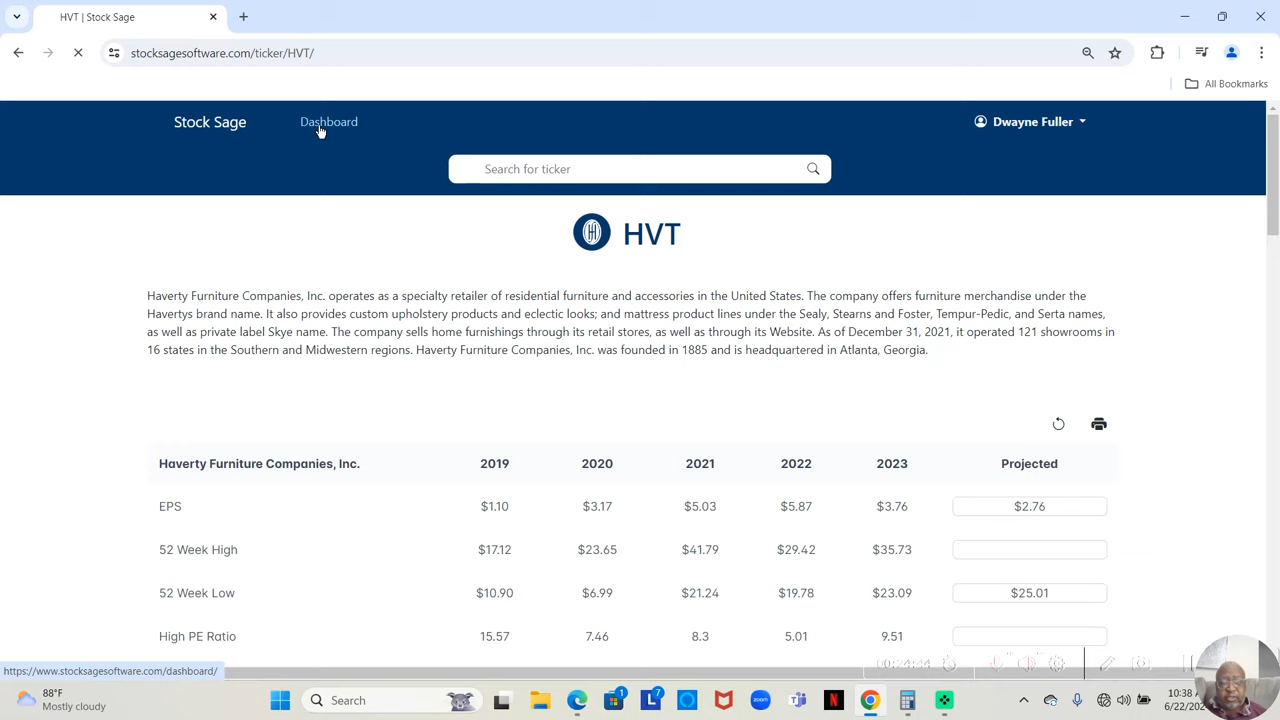 HVT | Stock Sage
stocksagesoftware.com/ticker/HVT/
All Bookmarks
Stock Sage Dashboard Dwayne Fuller
Search for ticker
HVT
Haverty Furniture Companies, Inc. operates as a specialty retailer of residential furniture and accessories in the United States. The company offers furniture merchandise under the
Havertys brand name. It also provides custom upholstery products and eclectic looks; and mattress product lines under the Sealy, Stearns and Foster, Tempur-Pedic, and Serta names,
as well as private label Skye name. The company sells home furnishings through its retail stores, as well as through its Website. As of December 31, 2021, it operated 121 showrooms in
16 states in the Southern and Midwestern regions. Haverty Furniture Companies, Inc. was founded in 1885 and is headquartered in Atlanta, Georgia.
Haverty Furniture Companies, Inc. 2019 2020 2021 2022 2023 Projected
EPS $1.10 $3.17 $5.03 $5.87 $3.76 $2.76
52 Week High $17.12 $23.65 $41.79 $29.42 $35.73
52 Week Low $10.90 $6.99 $21.24 $19.78 $23.09 $25.01
High PE Ratio 15.57 7.46 8.3 5.01 9.51
https://www.stocksagesoftware.com/dashboard/
88°F
Mostly cloudy
Search
zoom
10:38 AM
6/22/